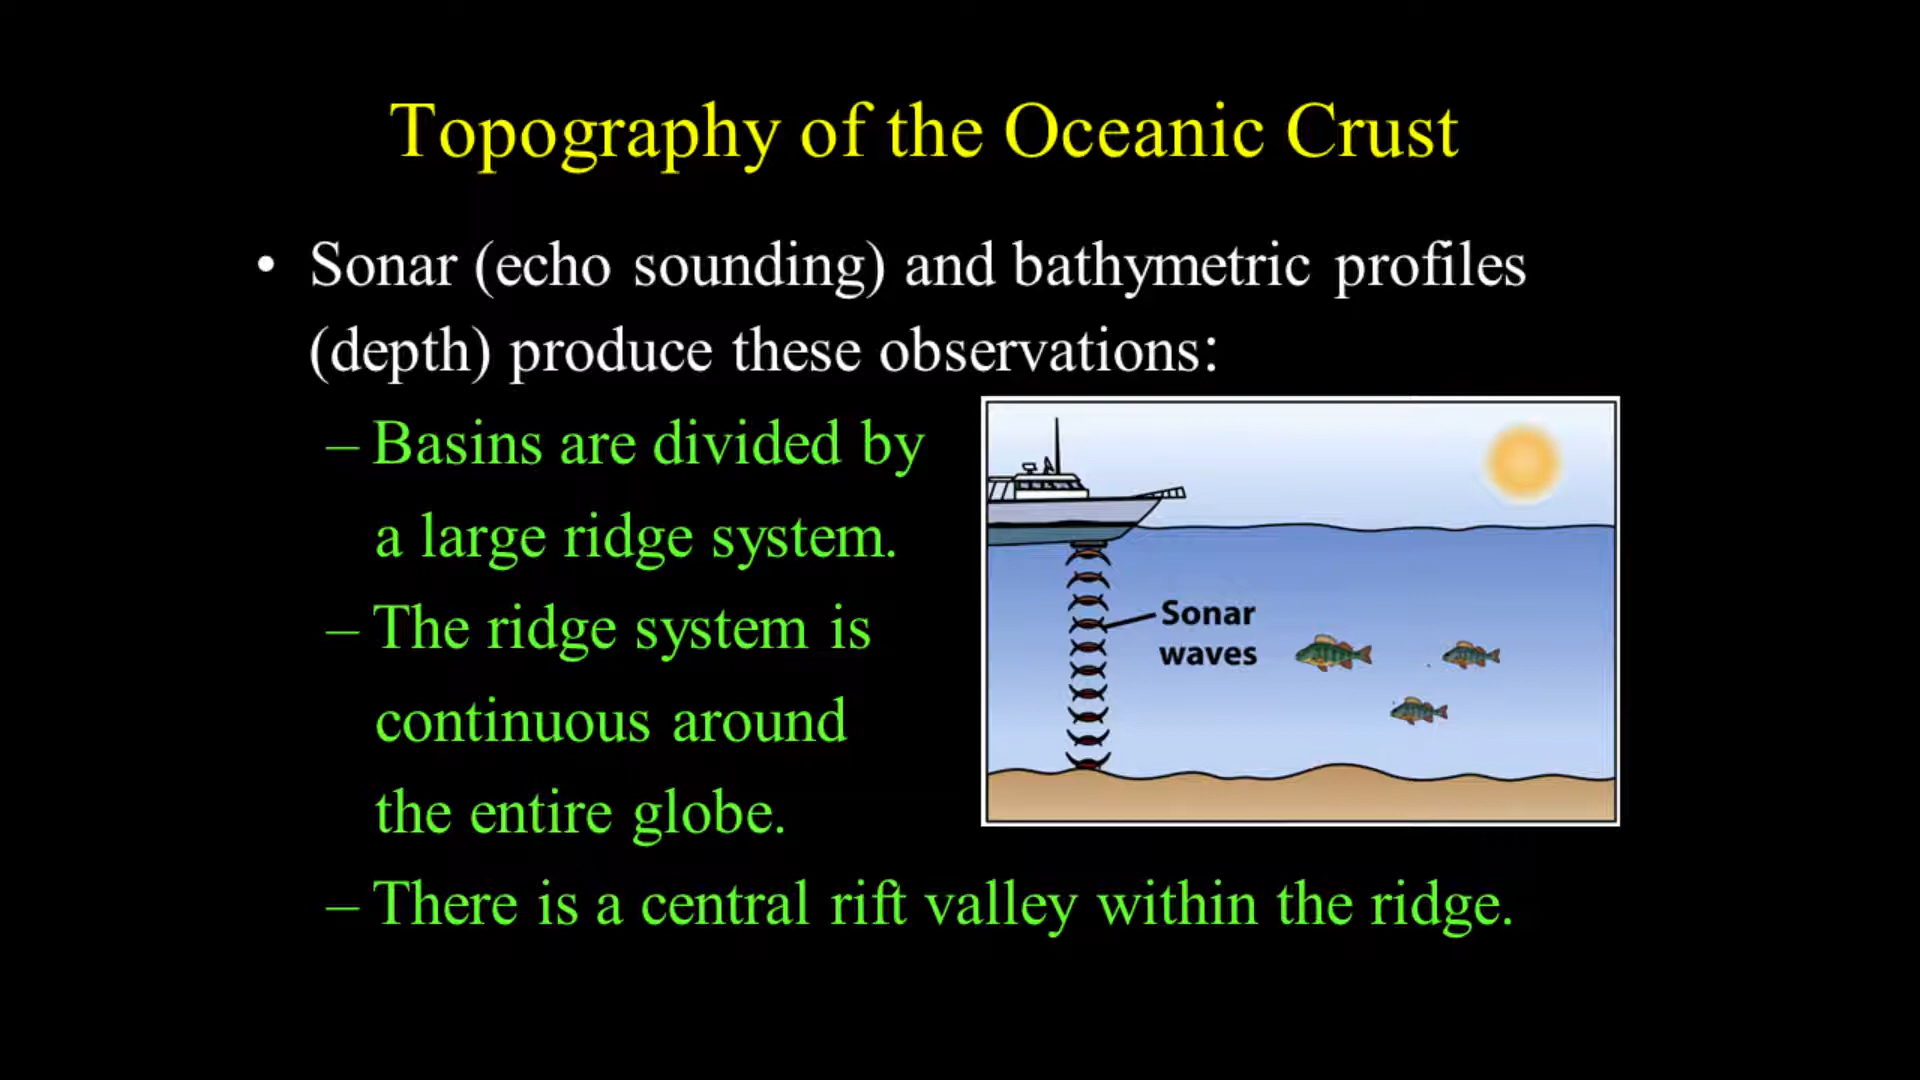 Topography of the Oceanic Crust
• Sonar (echo sounding) and bathymetric profiles
(depth) produce these observations:
– Basins are divided by
a large ridge system.
– The ridge system is
continuous around
the entire globe.
– There is a central rift valley within the ridge.
Sonar
waves